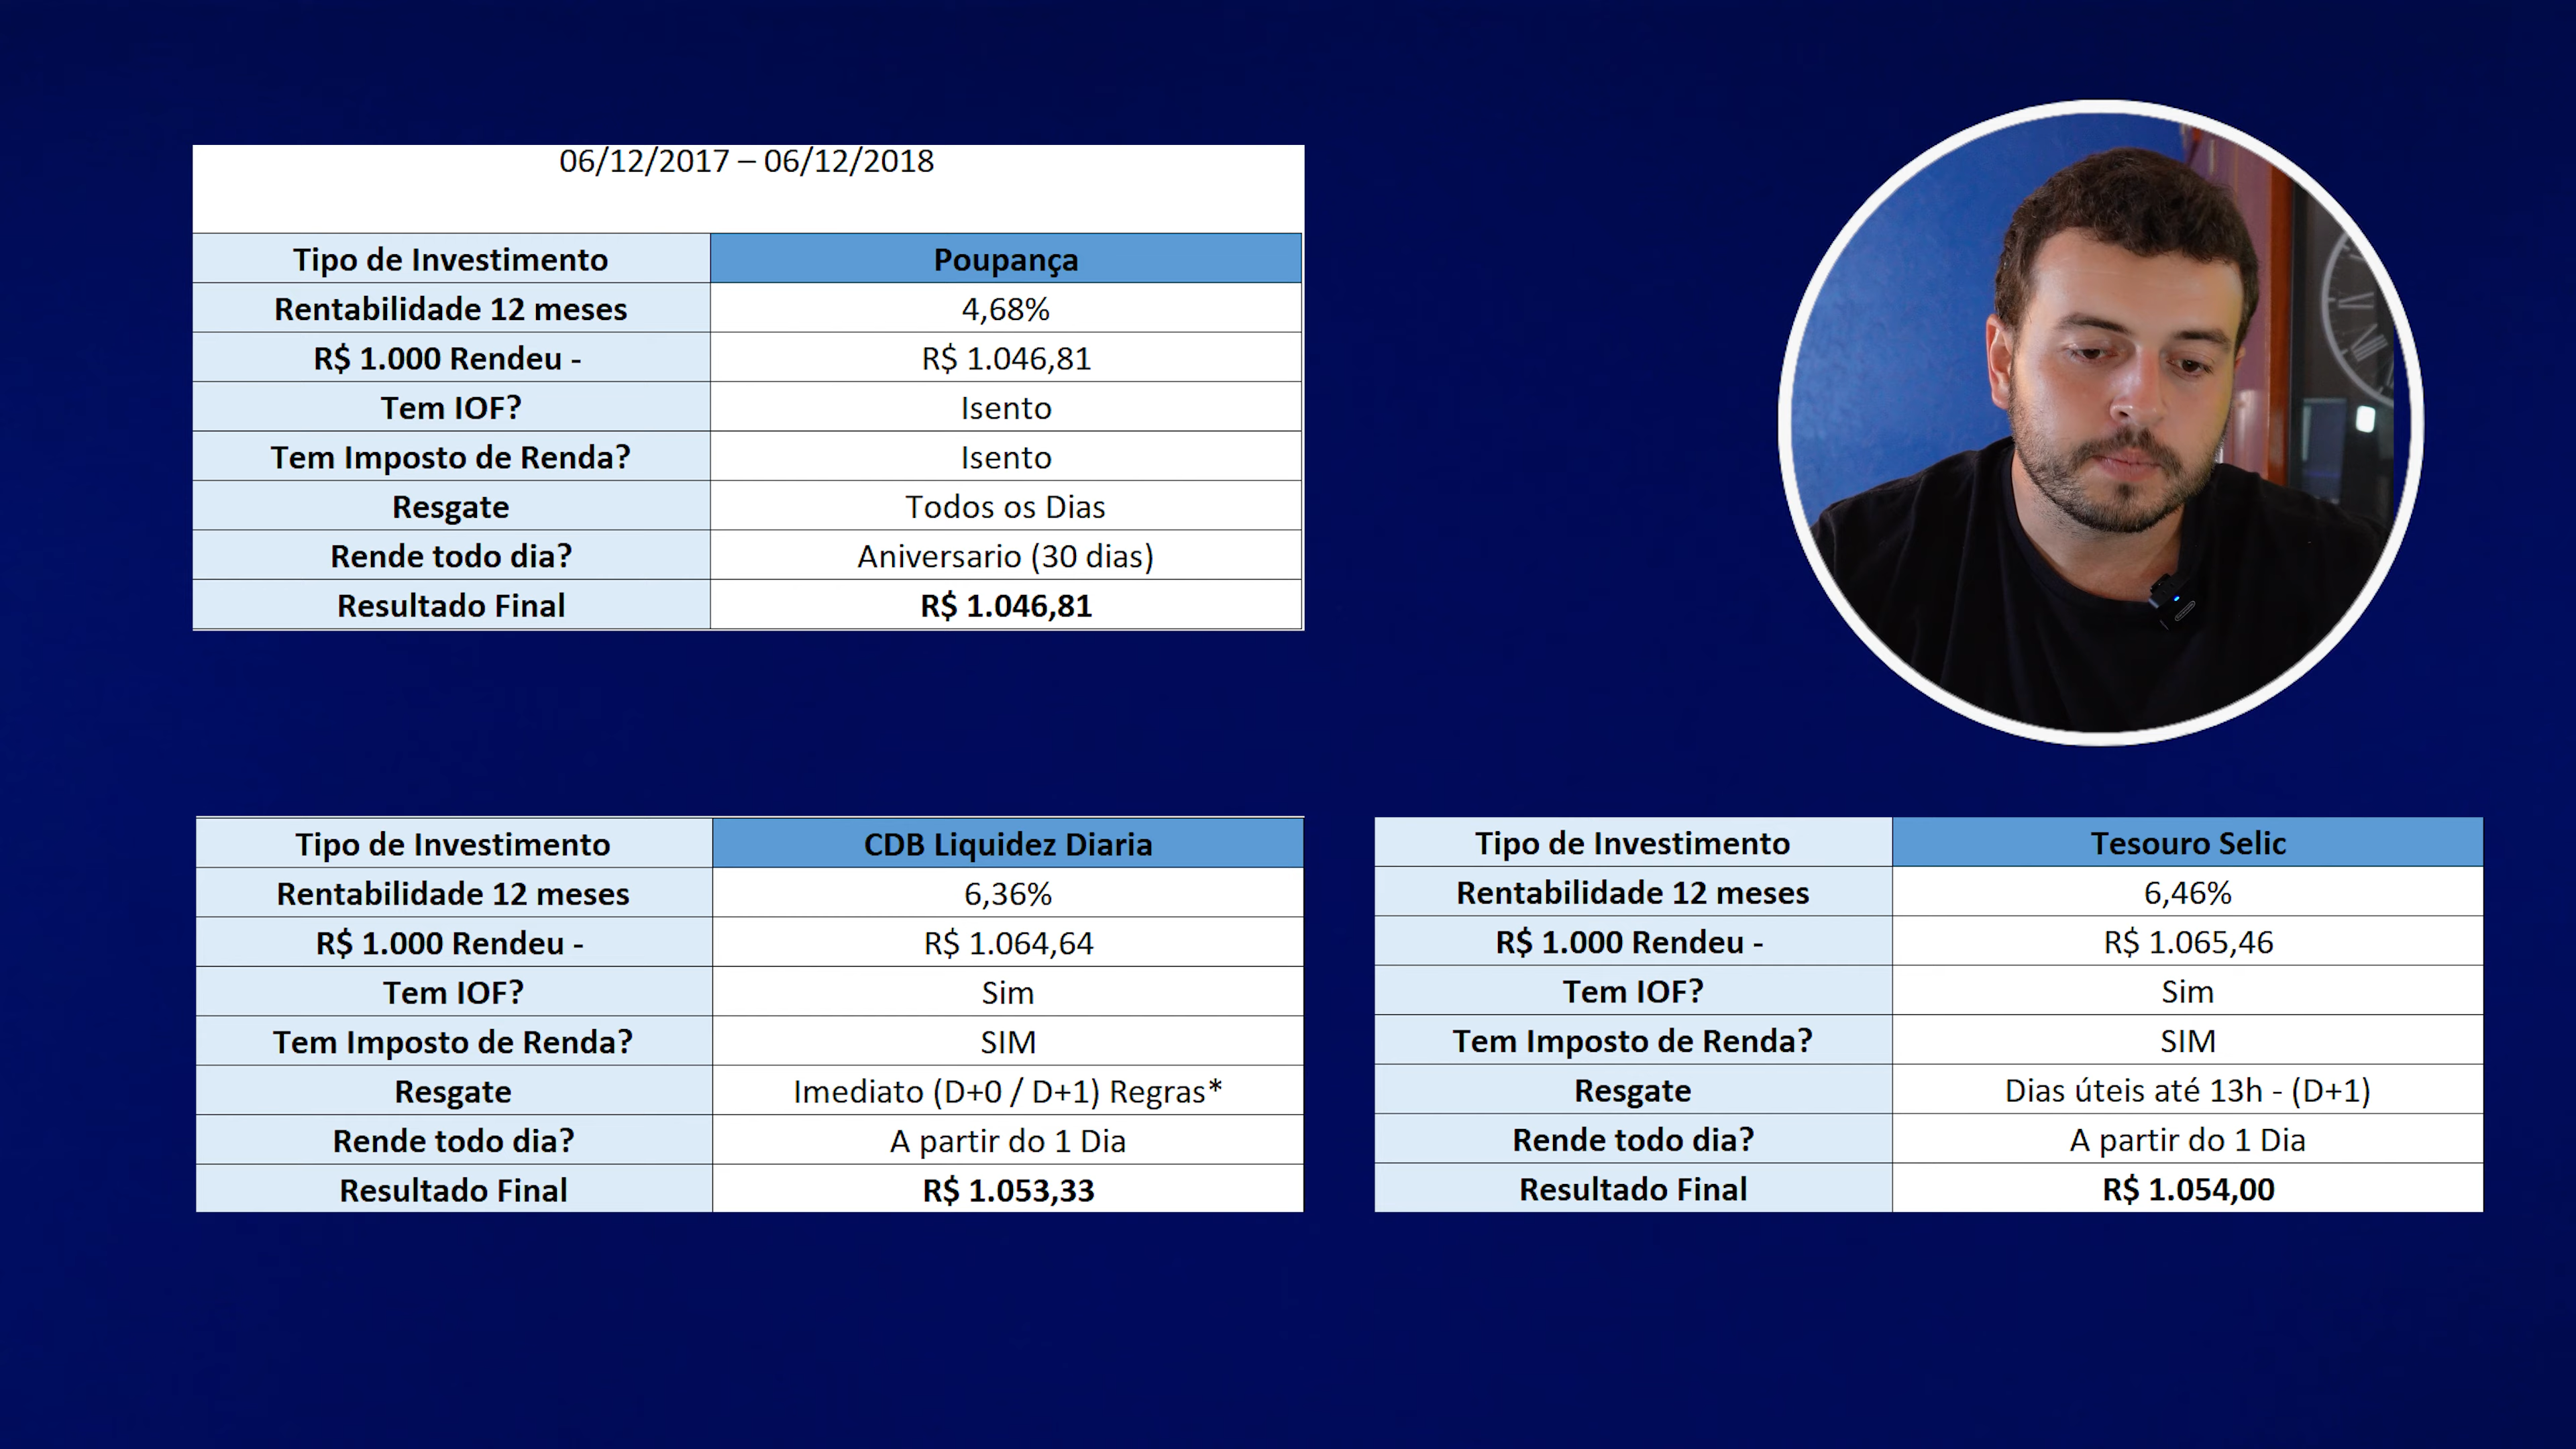 06/12/2017 – 06/12/2018
Tipo de Investimento Poupança
Rentabilidade 12 meses 4,68%
R$ 1.000 Rendeu - R$ 1.046,81
Tem IOF? Isento
Tem Imposto de Renda? Isento
Resgate Todos os Dias
Rende todo dia? Aniversario (30 dias)
Resultado Final R$ 1.046,81
Tipo de Investimento CDB Liquidez Diaria
Rentabilidade 12 meses 6,36%
R$ 1.000 Rendeu - R$ 1.064,64
Tem IOF? Sim
Tem Imposto de Renda? SIM
Resgate Imediato (D+0 / D+1) Regras*
Rende todo dia? A partir do 1 Dia
Resultado Final R$ 1.053,33
Tipo de Investimento Tesouro Selic
Rentabilidade 12 meses 6,46%
R$ 1.000 Rendeu - R$ 1.065,46
Tem IOF? Sim
Tem Imposto de Renda? SIM
Resgate Dias úteis até 13h - (D+1)
Rende todo dia? A partir do 1 Dia
Resultado Final R$ 1.054,00